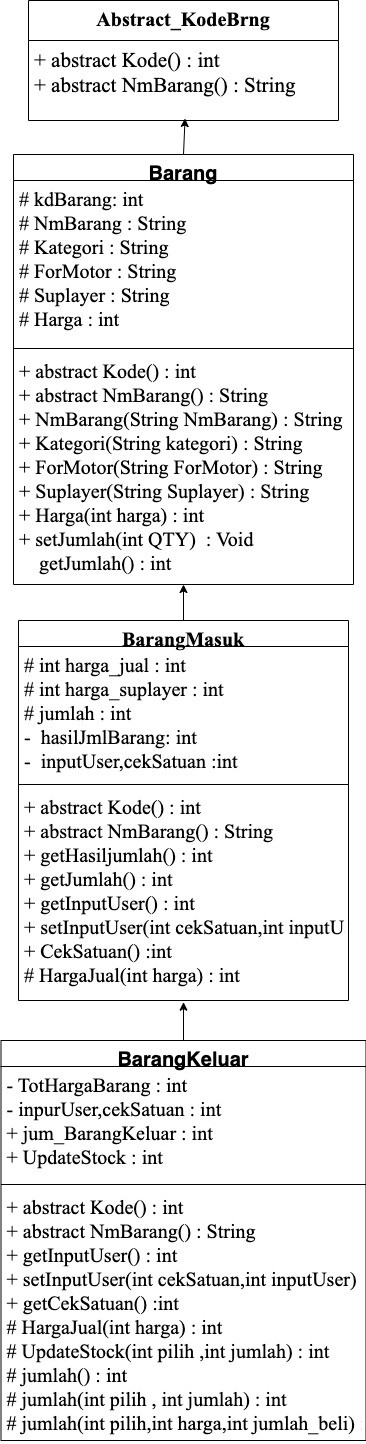 Abstract_KodeBrng
+ abstract Kode() : int
+ abstract NmBarang() : String
Barang
# kdBarang: int
# NmBarang : String
# Kategori : String
# ForMotor : String
# Suplayer : String
# Harga : int
+ abstract Kode() : int
+ abstract NmBarang() : String
+ NmBarang(String NmBarang) : String
+ Kategori(String kategori) : String
+ ForMotor(String ForMotor) : String
+ Suplayer(String Suplayer) : String
+ Harga(int harga) : int
+ setJumlah(int QTY) : Void
getJumlah() : int
BarangMasuk
# int harga_jual : int
# int harga_suplayer : int
# jumlah : int
- hasilJmlBarang: int
- inputUser,cekSatuan :int
+ abstract Kode() : int
+ abstract NmBarang() : String
+ getHasiljumlah() : int
+ getJumlah() : int
+ getInputUser() : int
+ setInputUser(int cekSatuan,int inputU
+ CekSatuan() :int
# HargaJual(int harga) : int
BarangKeluar
- TotHargaBarang : int
- inpurUser,cekSatuan : int
+ jum_BarangKeluar : int
+ UpdateStock : int
+ abstract Kode() : int
+ abstract NmBarang() : String
+ getInputUser() : int
+ setInputUser(int cekSatuan,int inputUser)
+ getCekSatuan() :int
# HargaJual(int harga) : int
# UpdateStock(int pilih ,int jumlah) : int
# jumlah() : int
# jumlah(int pilih , int jumlah) : int
# jumlah(int pilih,int harga,int jumlah_beli)